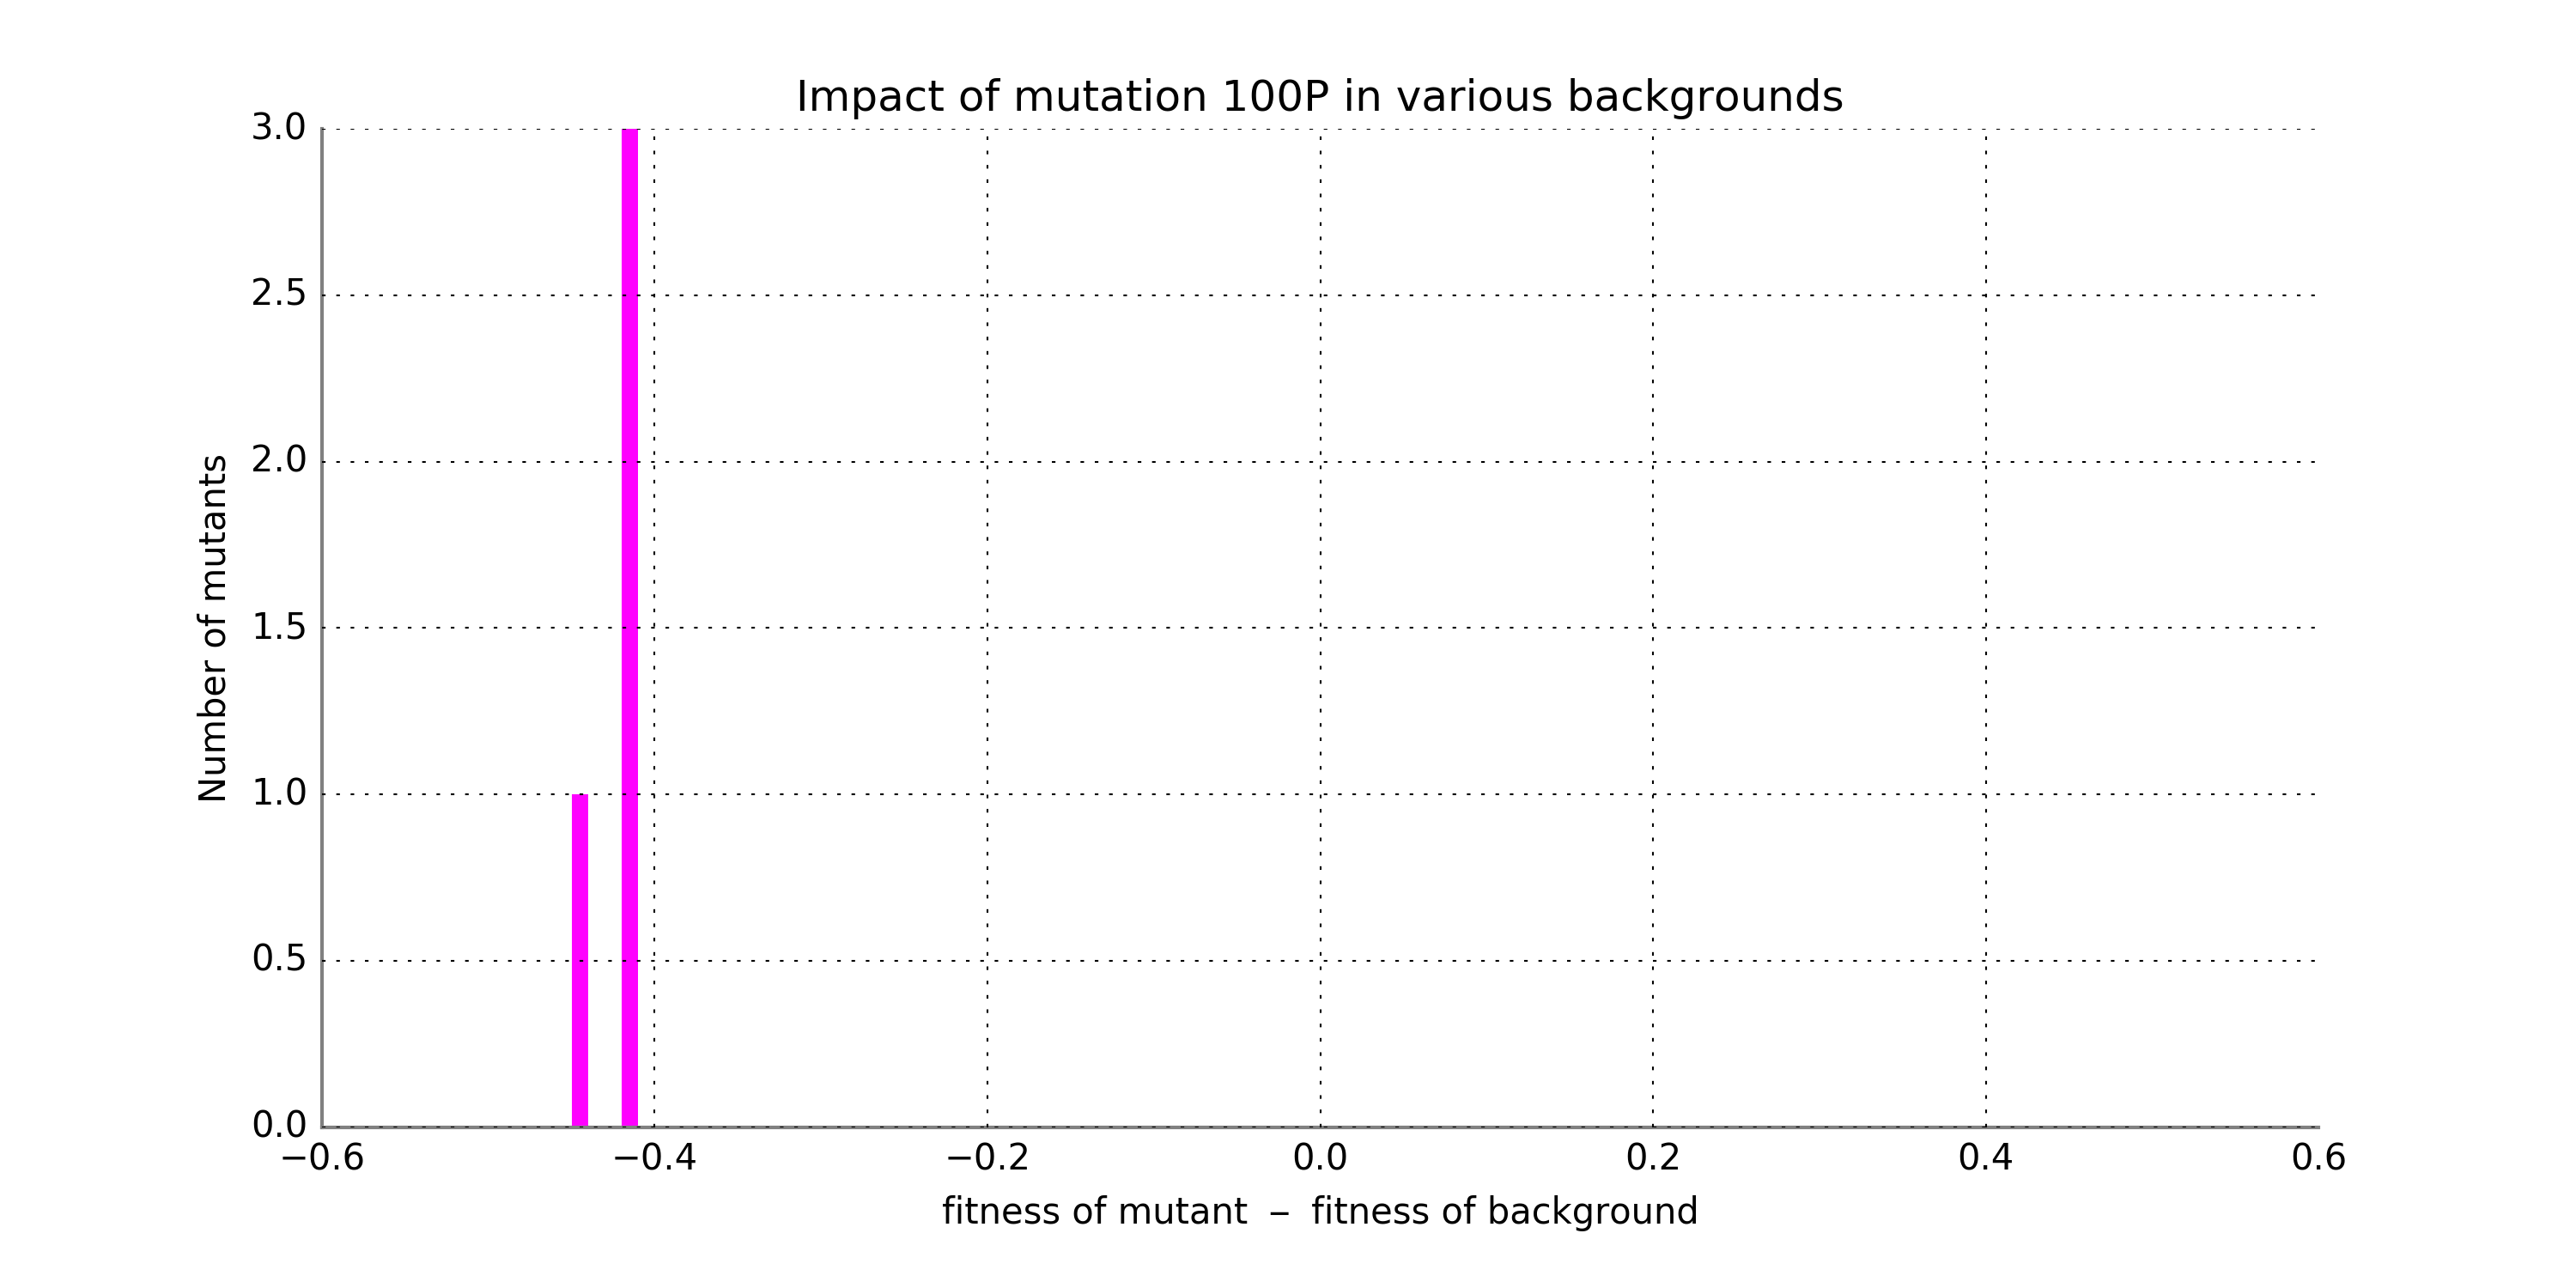 Impact of mutation 100P in various backgrounds
3.0
2.5
2.0
1.5
1.0
0.5
0.0
Number of mutants
−0.6 −0.4 −0.2 0.0 0.2 0.4 0.6
fitness of mutant − fitness of background